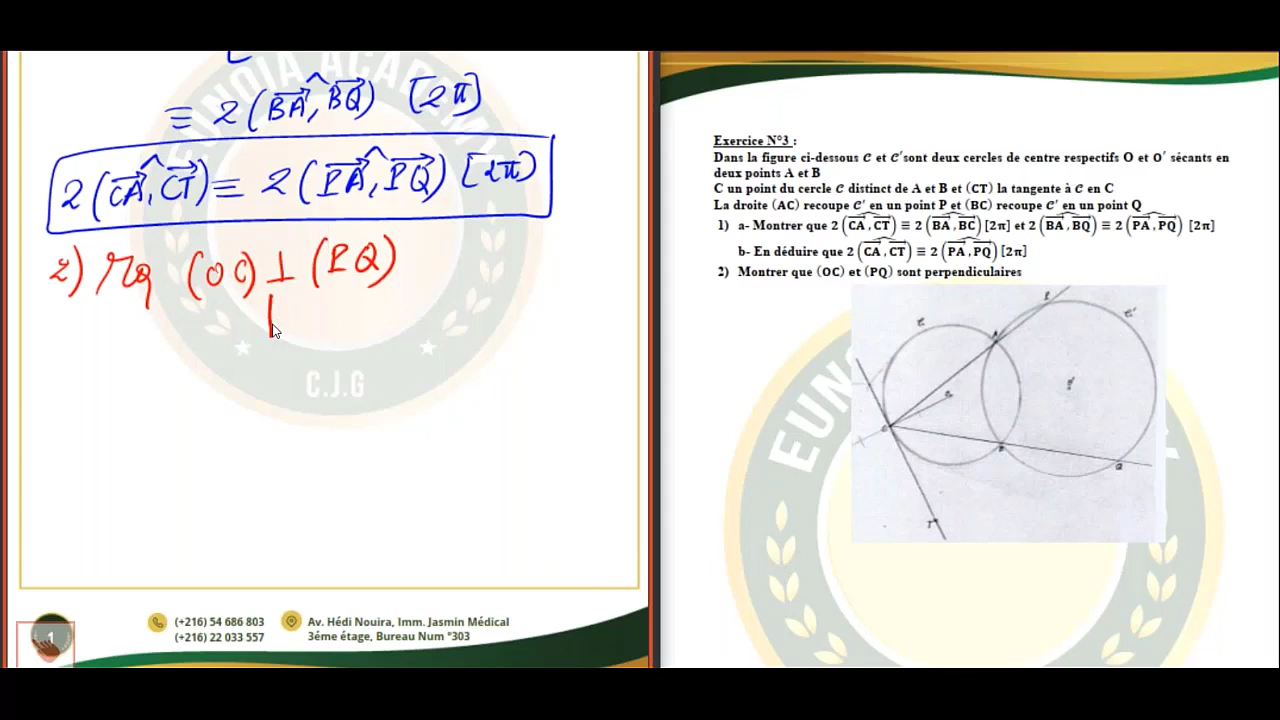 ≡ 2 (BA, BQ) [2π]
2 (CA, CT) ≡ 2 (PA, PQ) [2π]
2) Mq (OC) ⊥ (PQ)
EUNOIA ACADEMY
C.J.G
1
(+216) 54 686 803
(+216) 22 033 557
Av. Hédi Nouira, Imm. Jasmin Médical
3éme étage, Bureau Num °303
Exercice N°3 :
Dans la figure ci-dessous 𝒞 et 𝒞′sont deux cercles de centre respectifs O et O′ sécants en
deux points A et B
C un point du cercle 𝒞 distinct de A et B et (CT) la tangente à 𝒞 en C
La droite (AC) recoupe 𝒞′ en un point P et (BC) recoupe 𝒞′ en un point Q
1) a- Montrer que 2 (CA , CT) ≡ 2 (BA , BC) [2π] et 2 (BA , BQ) ≡ 2 (PA , PQ) [2π]
b- En déduire que 2 (CA , CT) ≡ 2 (PA , PQ) [2π]
2) Montrer que (OC) et (PQ) sont perpendiculaires
A
C
B
Q
T